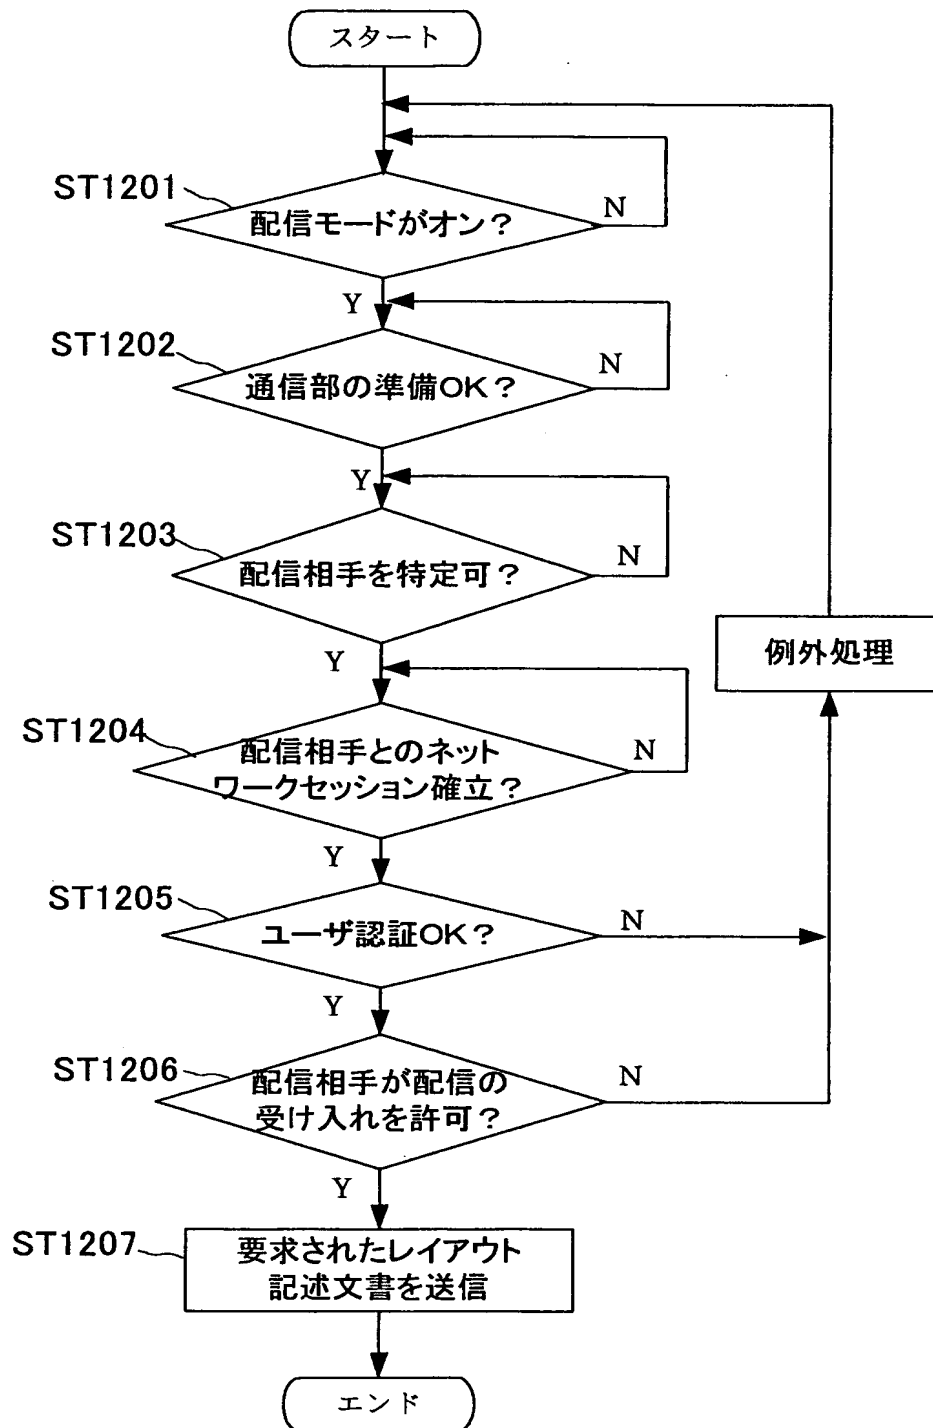 スタート
ST1201
配信モードがオン？
N
Y
ST1202
通信部の準備OK？
N
Y
ST1203
配信相手を特定可？
N
Y
例外処理
ST1204
配信相手とのネット
ワークセッション確立？
N
Y
ST1205
ユーザ認証OK？
N
Y
ST1206
配信相手が配信の
受け入れを許可？
N
Y
ST1207
要求されたレイアウト
記述文書を送信
エンド